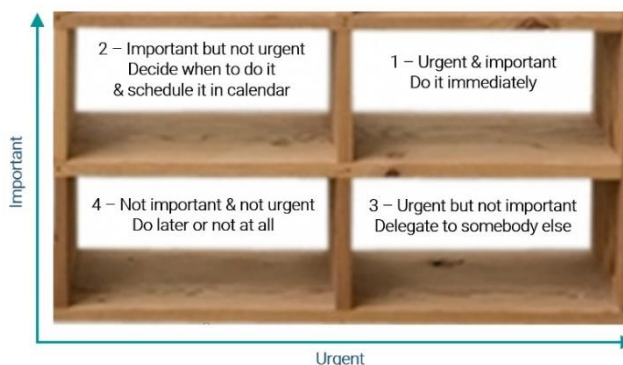 2 – Important but not urgent
Decide when to do it
& schedule it in calendar
1 – Urgent & important
Do it immediately
4 – Not important & not urgent
Do later or not at all
3 – Urgent but not important
Delegate to somebody else
Important
Urgent